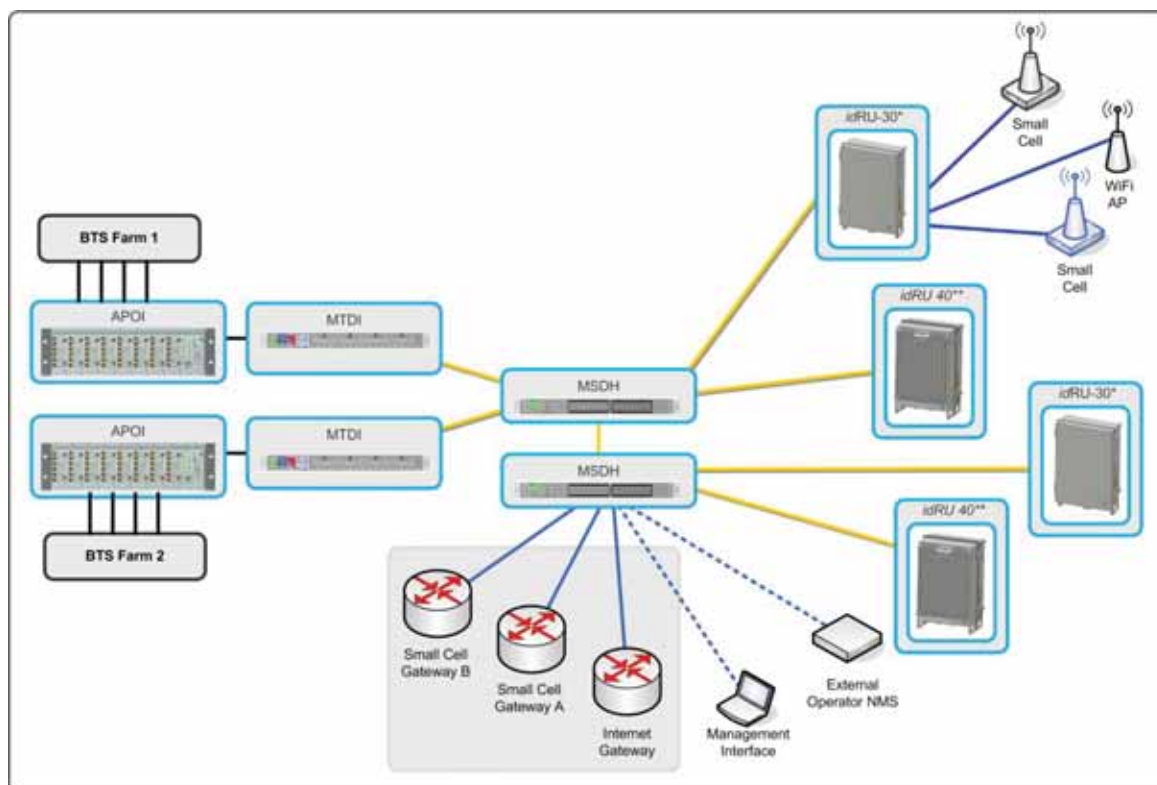 idRU-30*
Small
Cell
WiFi
AP
Small
Cell
BTS Farm 1
APOI
MTDI
idRU 40**
MSDH
idRU-30*
APOI
MTDI
MSDH
idRU 40**
BTS Farm 2
Small Cell
Gateway B
Small Cell
Gateway A
Internet
Gateway
Management
Interface
External
Operator NMS